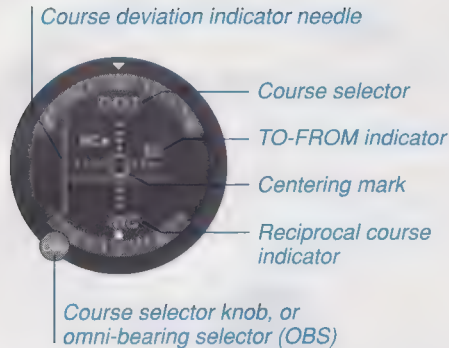 Course deviation indicator needle
Course selector
TO-FROM indicator
Centering mark
Reciprocal course
indicator
Course selector knob, or
omni-bearing selector (OBS)